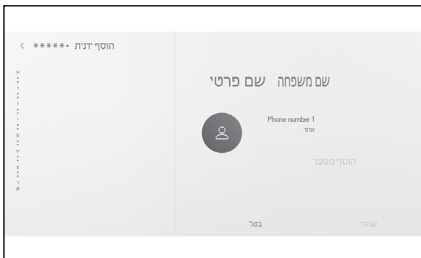 הוסף ידנית •*****
שם משפחה שם פרטי
Phone number 1
אחר
הוסף מספר
בטל
שמור